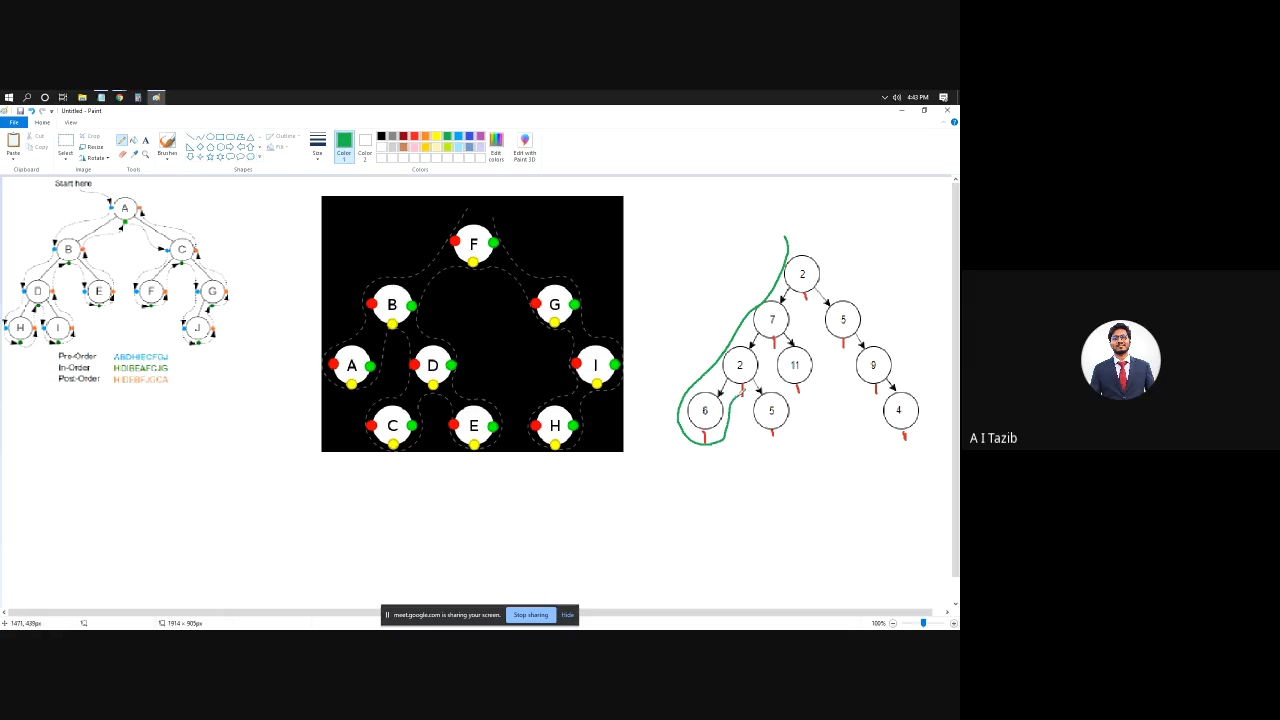 4:43 PM
Untitled - Paint
File Home View
Paste
Cut
Copy
Clipboard
Select
Crop
Resize
Rotate
Image
A
Tools
Brushes
Shapes
Outline
Fill
Size
Color 1
Color 2
Edit colors
Edit with Paint 3D
Colors
Start here
A
B
C
D
E
F
G
H
I
J
Pre-Order ABDHIECFGJ
In-Order HDIBEAFCJG
Post-Order HIDEBFJGCA
F
B
G
A
D
I
C
E
H
2
7
5
2
11
9
6
5
4
A I Tazib
meet.google.com is sharing your screen. Stop sharing Hide
1471, 439px
1914 × 905px
100%